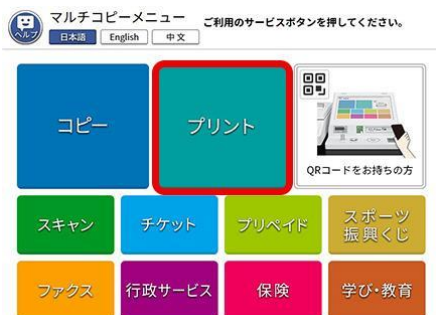 マルチコピーメニュー
ご利用のサービスボタンを押してください。
ヘルプ
日本語 English 中文
コピー
プリント
QRコードをお持ちの方
スキャン
チケット
プリペイド
スポーツ
振興くじ
ファクス
行政サービス
保険
学び・教育